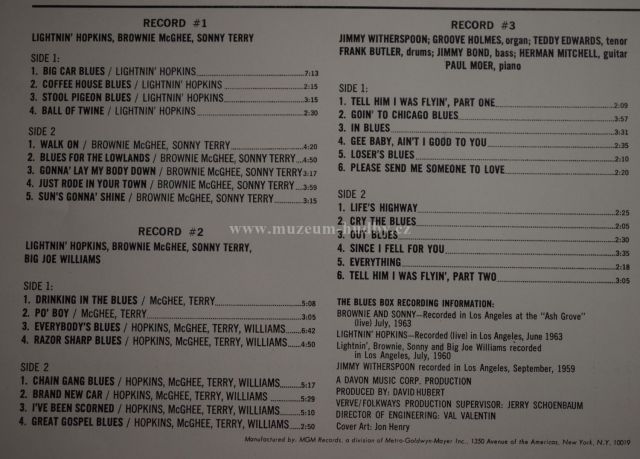 RECORD #1
LIGHTNIN' HOPKINS, BROWNIE McGHEE, SONNY TERRY
SIDE 1:
1. BIG CAR BLUES / LIGHTNIN' HOPKINS 7:13
2. COFFEE HOUSE BLUES / LIGHTNIN' HOPKINS 2:15
3. STOOL PIGEON BLUES / LIGHTNIN' HOPKINS 3:15
4. BALL OF TWINE / LIGHTNIN' HOPKINS 2:30
SIDE 2
1. WALK ON / BROWNIE McGHEE, SONNY TERRY 4:20
2. BLUES FOR THE LOWLANDS / BROWNIE McGHEE, SONNY TERRY 4:50
3. GONNA' LAY MY BODY DOWN / BROWNIE McGHEE, SONNY TERRY 3:17
4. JUST RODE IN YOUR TOWN / BROWNIE McGHEE, SONNY TERRY 3:59
5. SUN'S GONNA' SHINE / BROWNIE McGHEE, SONNY TERRY 3:15
RECORD #2
LIGHTNIN' HOPKINS, BROWNIE McGHEE, SONNY TERRY,
BIG JOE WILLIAMS
SIDE 1:
1. DRINKING IN THE BLUES / McGHEE, TERRY 5:08
2. PO' BOY / McGHEE, TERRY 3:05
3. EVERYBODY'S BLUES / HOPKINS, McGHEE, TERRY, WILLIAMS 6:42
4. RAZOR SHARP BLUES / HOPKINS, McGHEE, TERRY, WILLIAMS 4:50
SIDE 2
1. CHAIN GANG BLUES / HOPKINS, McGHEE, TERRY, WILLIAMS 5:17
2. BRAND NEW CAR / HOPKINS, McGHEE, TERRY, WILLIAMS 5:29
3. I'VE BEEN SCORNED / HOPKINS, McGHEE, TERRY, WILLIAMS 5:10
4. GREAT GOSPEL BLUES / HOPKINS, McGHEE, TERRY, WILLIAMS 2:50
RECORD #3
JIMMY WITHERSPOON; GROOVE HOLMES, organ; TEDDY EDWARDS, tenor
FRANK BUTLER, drums; JIMMY BOND, bass; HERMAN MITCHELL, guitar
PAUL MOER, piano
SIDE 1:
1. TELL HIM I WAS FLYIN', PART ONE 2:09
2. GOIN' TO CHICAGO BLUES 3:57
3. IN BLUES 3:31
4. GEE BABY, AIN'T I GOOD TO YOU 2:35
5. LOSER'S BLUES 2:10
6. PLEASE SEND ME SOMEONE TO LOVE 2:20
SIDE 2
1. LIFE'S HIGHWAY 2:25
2. CRY THE BLUES 2:05
3. OUT BLUES 2:30
4. SINCE I FELL FOR YOU 3:35
5. EVERYTHING 2:18
6. TELL HIM I WAS FLYIN', PART TWO 3:05
THE BLUES BOX RECORDING INFORMATION:
BROWNIE AND SONNY—Recorded in Los Angeles at the "Ash Grove"
(live) July, 1963
LIGHTNIN' HOPKINS—Recorded (live) in Los Angeles, June 1963
Lightnin', Brownie, Sonny and Big Joe Williams recorded
in Los Angeles, July, 1960
JIMMY WITHERSPOON recorded in Los Angeles, September, 1959
A DAVON MUSIC CORP. PRODUCTION
PRODUCED BY: DAVID HUBERT
VERVE/FOLKWAYS PRODUCTION SUPERVISOR: JERRY SCHOENBAUM
DIRECTOR OF ENGINEERING: VAL VALENTIN
Cover Art: Jon Henry
Manufactured by: MGM Records, a division of Metro-Goldwyn-Mayer Inc., 1350 Avenue of the Americas, New York, N.Y. 10019
www.muzeum-hudby.cz